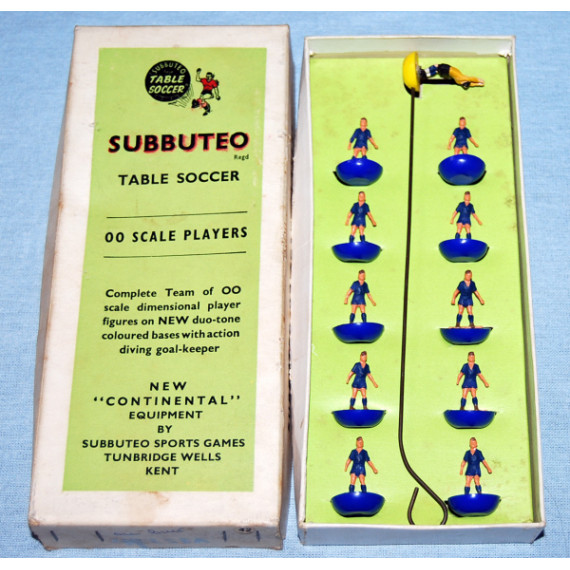 SUBBUTEO
TABLE
SOCCER
SUBBUTEO
Regd
TABLE SOCCER
OO SCALE PLAYERS
Complete Team of OO
scale dimensional player
figures on NEW duo-tone
coloured bases with action
diving goal-keeper
NEW
"CONTINENTAL"
EQUIPMENT
BY
SUBBUTEO SPORTS GAMES
TUNBRIDGE WELLS
KENT
42